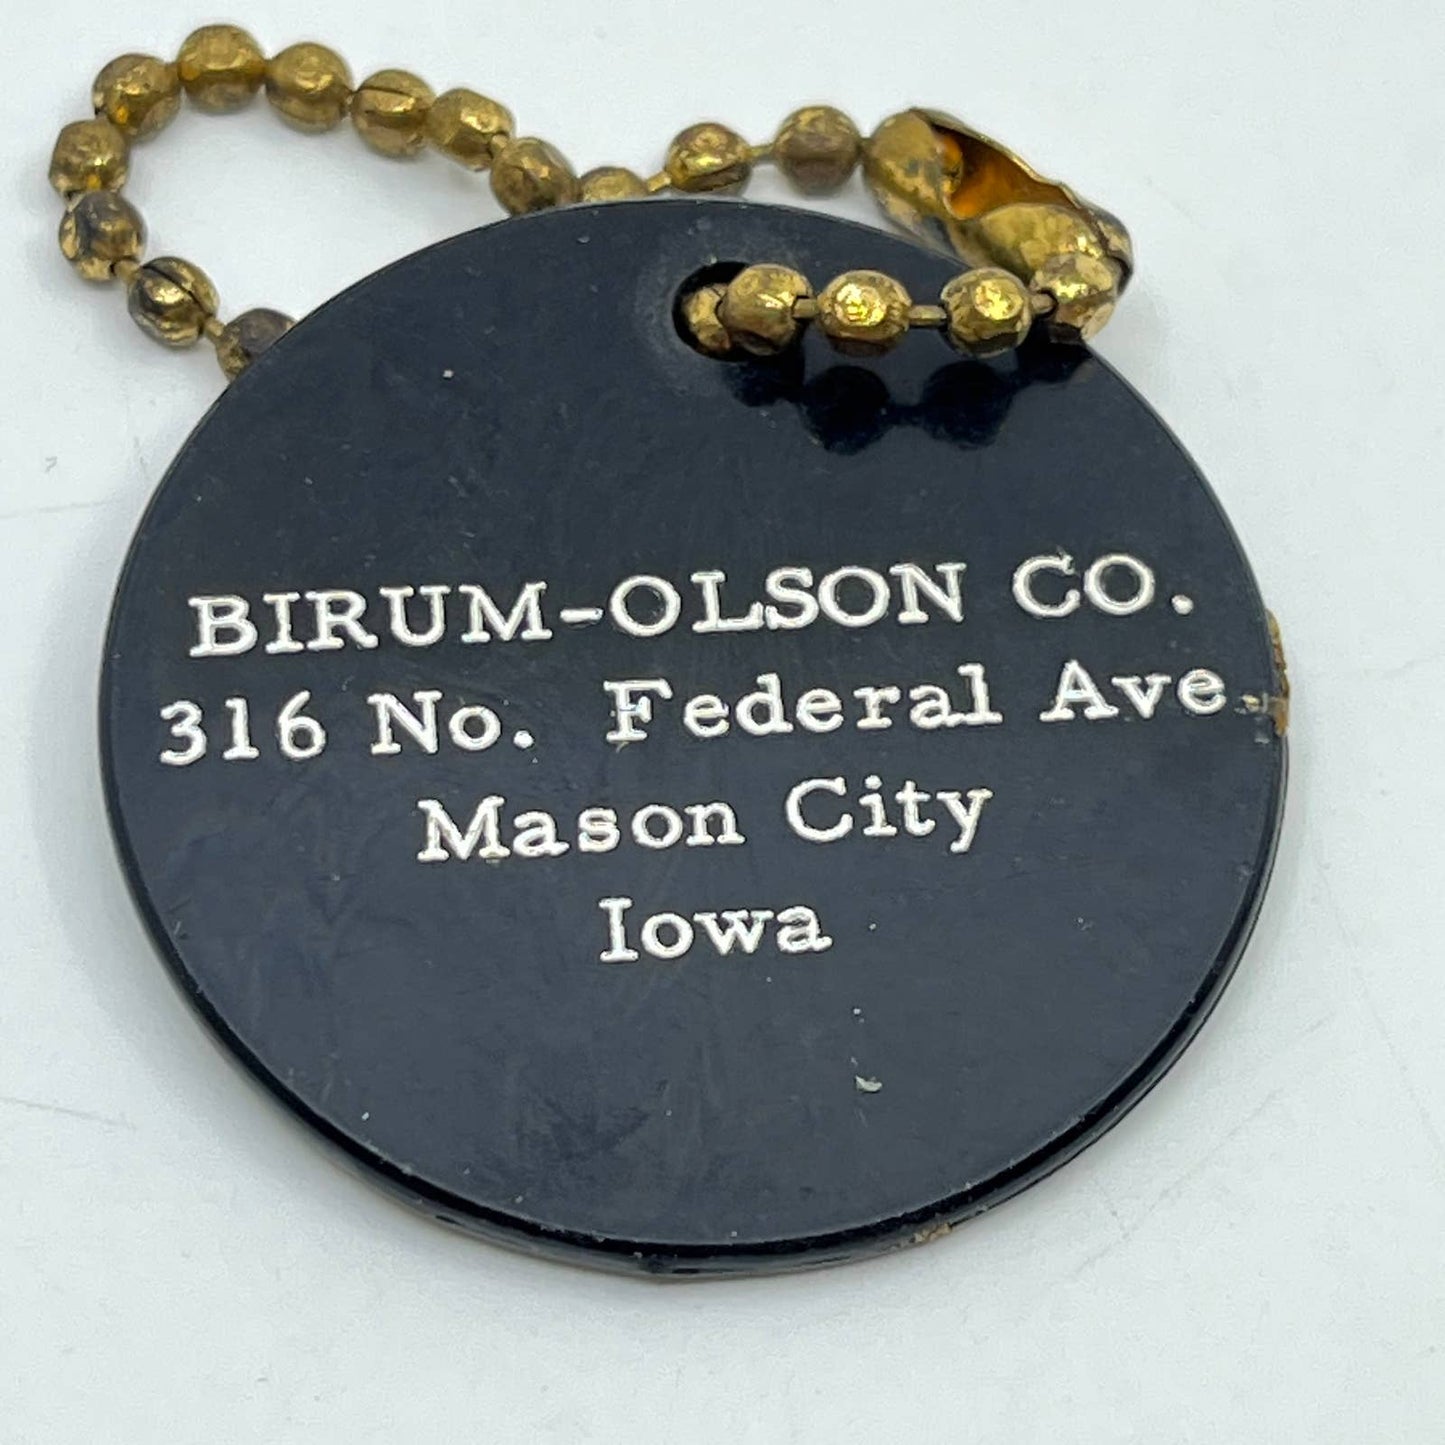 BIRUM-OLSON CO.
316 No. Federal Ave.
Mason City
Iowa